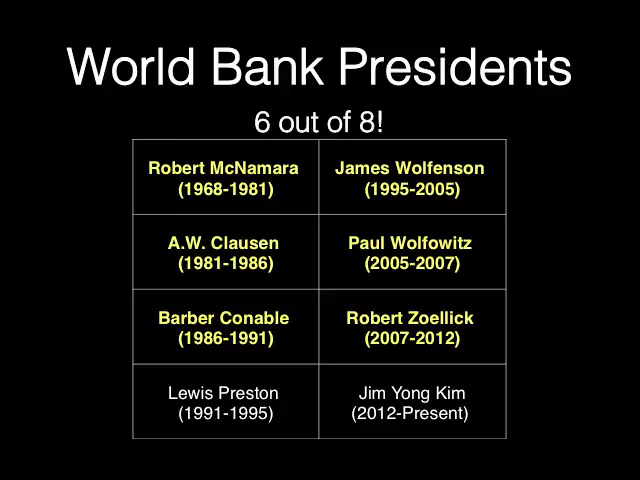 World Bank Presidents
6 out of 8!
Robert McNamara
(1968-1981)
James Wolfenson
(1995-2005)
A.W. Clausen
(1981-1986)
Paul Wolfowitz
(2005-2007)
Barber Conable
(1986-1991)
Robert Zoellick
(2007-2012)
Lewis Preston
(1991-1995)
Jim Yong Kim
(2012-Present)